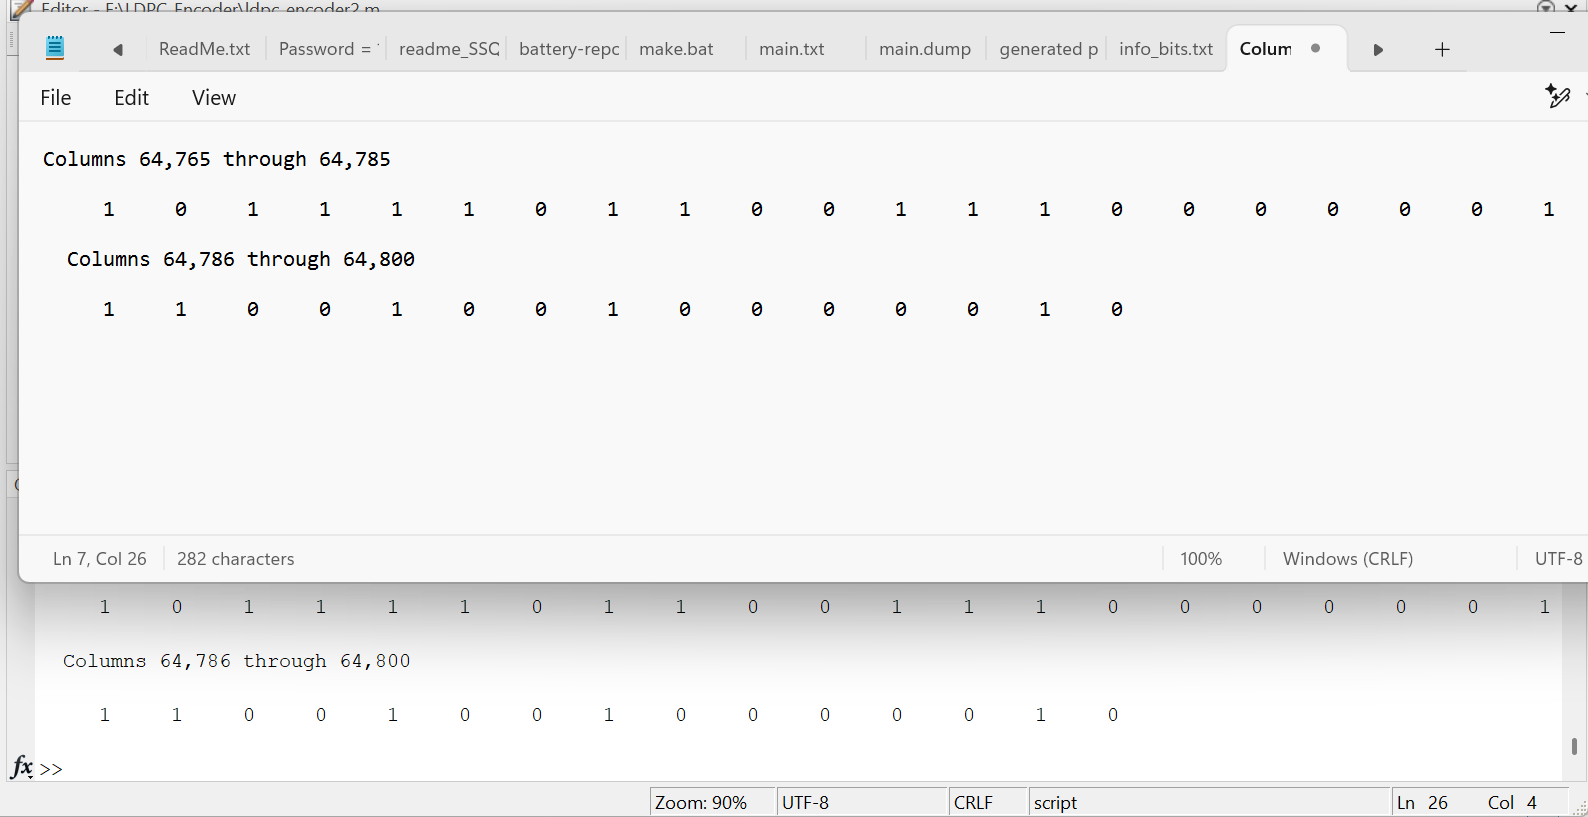 Editor - F:\LDPC_Encoder\ldpc_encoder2.m
ReadMe.txt Password = readme_SSC battery-repo make.bat main.txt main.dump generated p info_bits.txt Colum
File Edit View
Columns 64,765 through 64,785
1 0 1 1 1 1 0 1 1 0 0 1 1 1 0 0 0 0 0 0 1
Columns 64,786 through 64,800
1 1 0 0 1 0 0 1 0 0 0 0 0 1 0
Ln 7, Col 26 282 characters 100% Windows (CRLF) UTF-8
1 0 1 1 1 1 0 1 1 0 0 1 1 1 0 0 0 0 0 0 1
Columns 64,786 through 64,800
1 1 0 0 1 0 0 1 0 0 0 0 0 1 0
fx >>
Zoom: 90% UTF-8 CRLF script Ln 26 Col 4